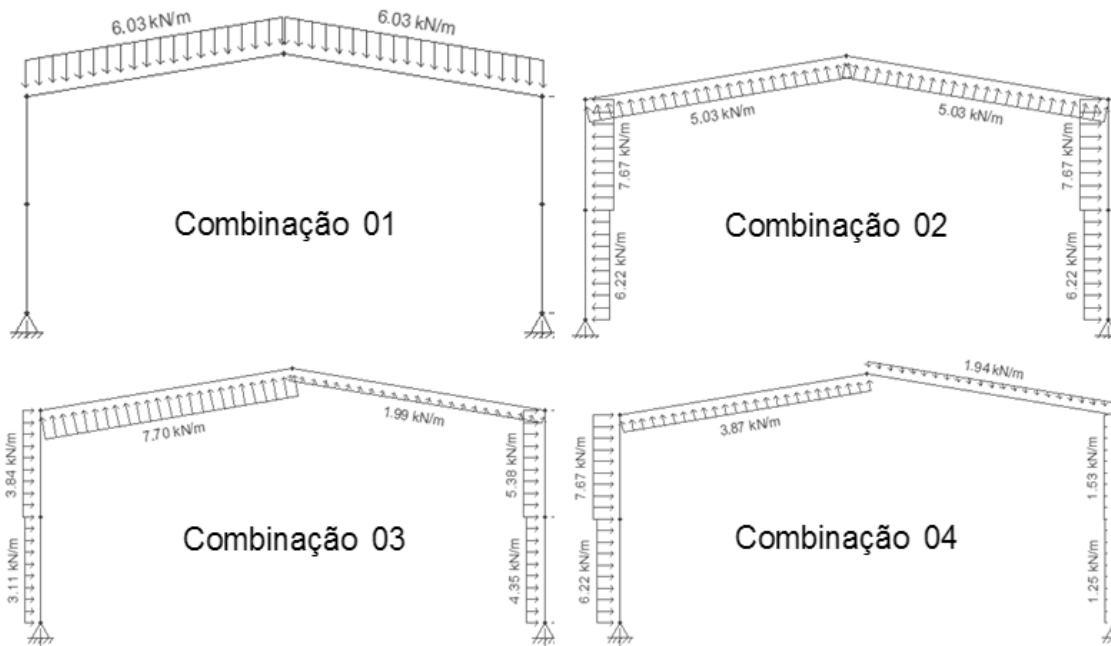 6.03 kN/m
6.03 kN/m
Combinação 01
5.03 kN/m
5.03 kN/m
7.67 kN/m
7.67 kN/m
Combinação 02
6.22 kN/m
6.22 kN/m
7.70 kN/m
1.99 kN/m
3.84 kN/m
5.38 kN/m
Combinação 03
3.11 kN/m
4.35 kN/m
1.94 kN/m
3.87 kN/m
7.67 kN/m
1.53 kN/m
Combinação 04
6.22 kN/m
1.25 kN/m